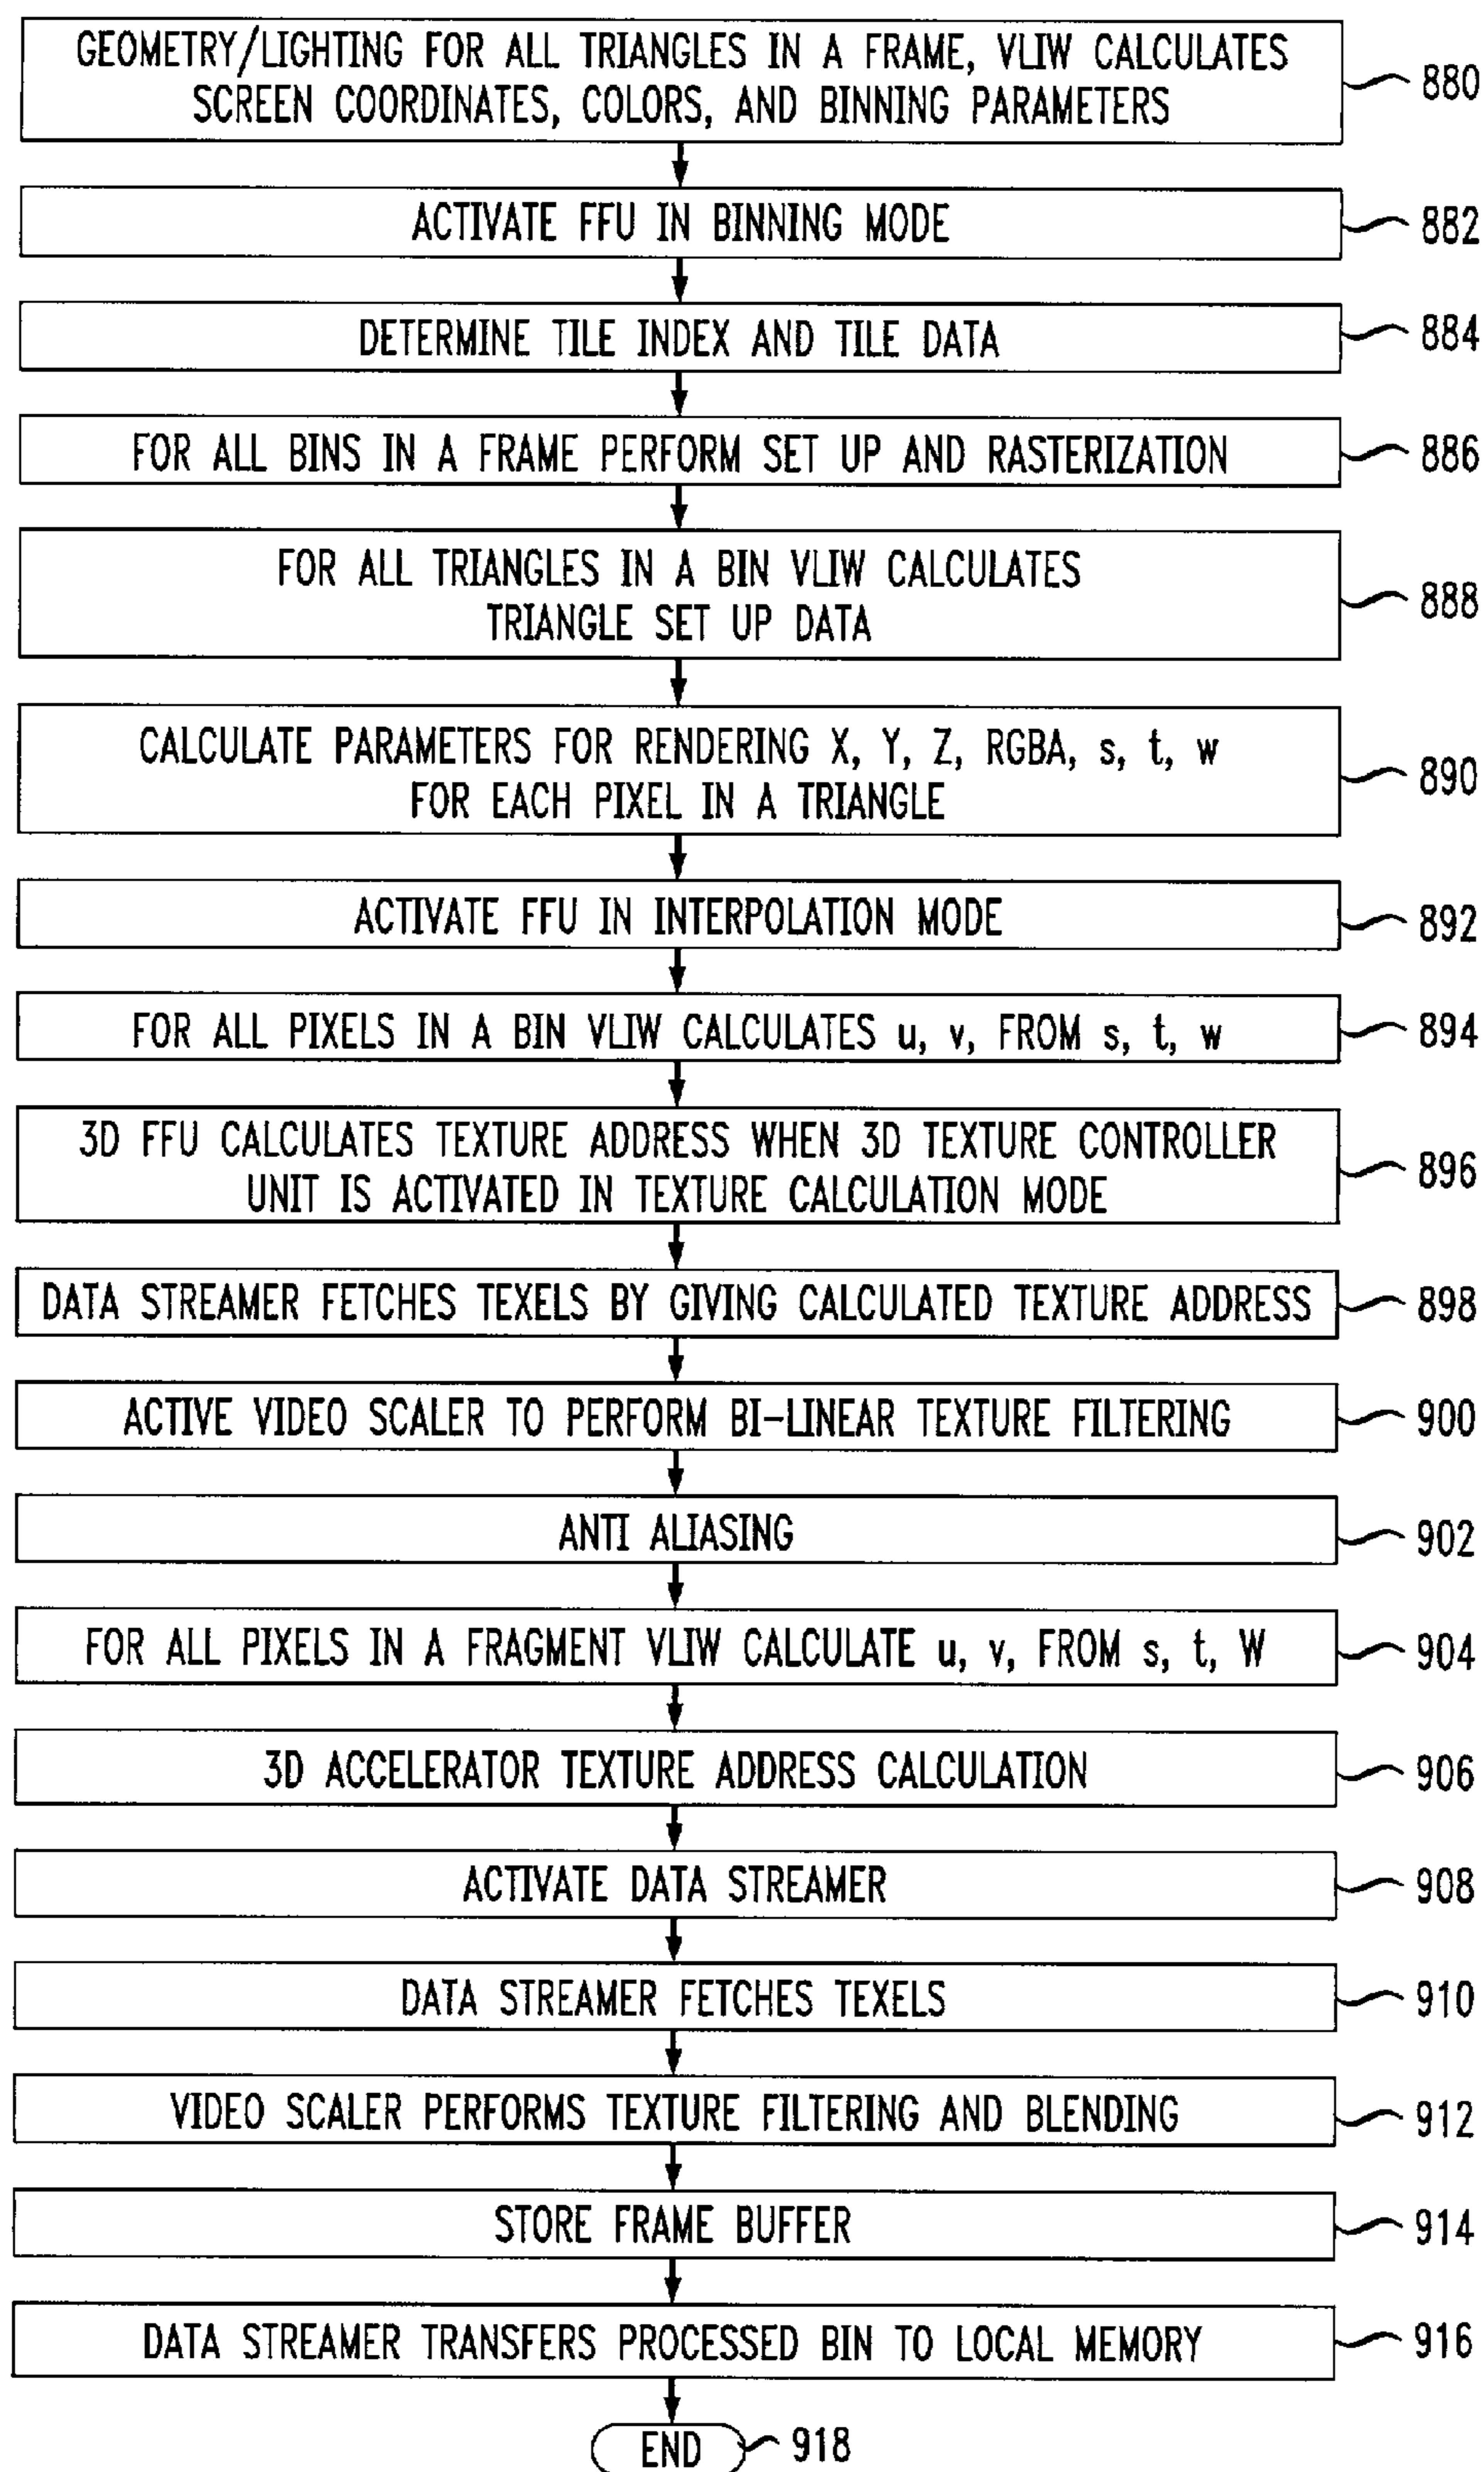 GEOMETRY/LIGHTING FOR ALL TRIANGLES IN A FRAME, VLIW CALCULATES
SCREEN COORDINATES, COLORS, AND BINNING PARAMETERS
880
ACTIVATE FFU IN BINNING MODE
882
DETERMINE TILE INDEX AND TILE DATA
884
FOR ALL BINS IN A FRAME PERFORM SET UP AND RASTERIZATION
886
FOR ALL TRIANGLES IN A BIN VLIW CALCULATES
TRIANGLE SET UP DATA
888
CALCULATE PARAMETERS FOR RENDERING X, Y, Z, RGBA, s, t, w
FOR EACH PIXEL IN A TRIANGLE
890
ACTIVATE FFU IN INTERPOLATION MODE
892
FOR ALL PIXELS IN A BIN VLIW CALCULATES u, v, FROM s, t, w
894
3D FFU CALCULATES TEXTURE ADDRESS WHEN 3D TEXTURE CONTROLLER
UNIT IS ACTIVATED IN TEXTURE CALCULATION MODE
896
DATA STREAMER FETCHES TEXELS BY GIVING CALCULATED TEXTURE ADDRESS
898
ACTIVE VIDEO SCALER TO PERFORM BI-LINEAR TEXTURE FILTERING
900
ANTI ALIASING
902
FOR ALL PIXELS IN A FRAGMENT VLIW CALCULATE u, v, FROM s, t, W
904
3D ACCELERATOR TEXTURE ADDRESS CALCULATION
906
ACTIVATE DATA STREAMER
908
DATA STREAMER FETCHES TEXELS
910
VIDEO SCALER PERFORMS TEXTURE FILTERING AND BLENDING
912
STORE FRAME BUFFER
914
DATA STREAMER TRANSFERS PROCESSED BIN TO LOCAL MEMORY
916
END
918